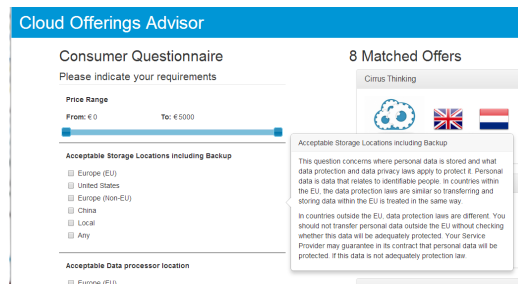 Cloud Offerings Advisor
Consumer Questionnaire
Please indicate your requirements
Price Range
From: € 0 To: € 5000
Acceptable Storage Locations including Backup
Europe (EU)
United States
Europe (Non-EU)
China
Local
Any
Acceptable Data processor location
Europe (EU)
8 Matched Offers
Cirrus Thinking
Acceptable Storage Locations including Backup
This question concerns where personal data is stored and what
data protection and data privacy laws apply to protect it. Personal
data is data that relates to identifiable people. In countries within
the EU, the data protection laws are similar so transferring and
storing data within the EU is treated in the same way.
In countries outside the EU, data protection laws are different. You
should not transfer personal data outside the EU without checking
whether this data will be adequately protected. Your Service
Provider may guarantee in its contract that personal data will be
protected. If this data is not adequately protection law